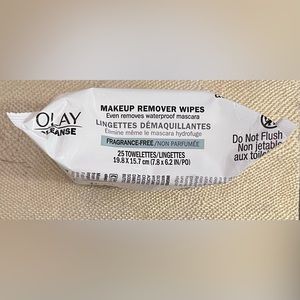 OLAY
CLEANSE
MAKEUP REMOVER WIPES
Even removes waterproof mascara
LINGETTES DÉMAQUILLANTES
Élimine même le mascara hydrofuge
FRAGRANCE-FREE/NON PARFUMÉE
25 TOWELETTES/LINGETTES
19.8 X 15.7 cm (7.8 x 6.2 IN/PO)
Do Not Flush
Non jetable
aux